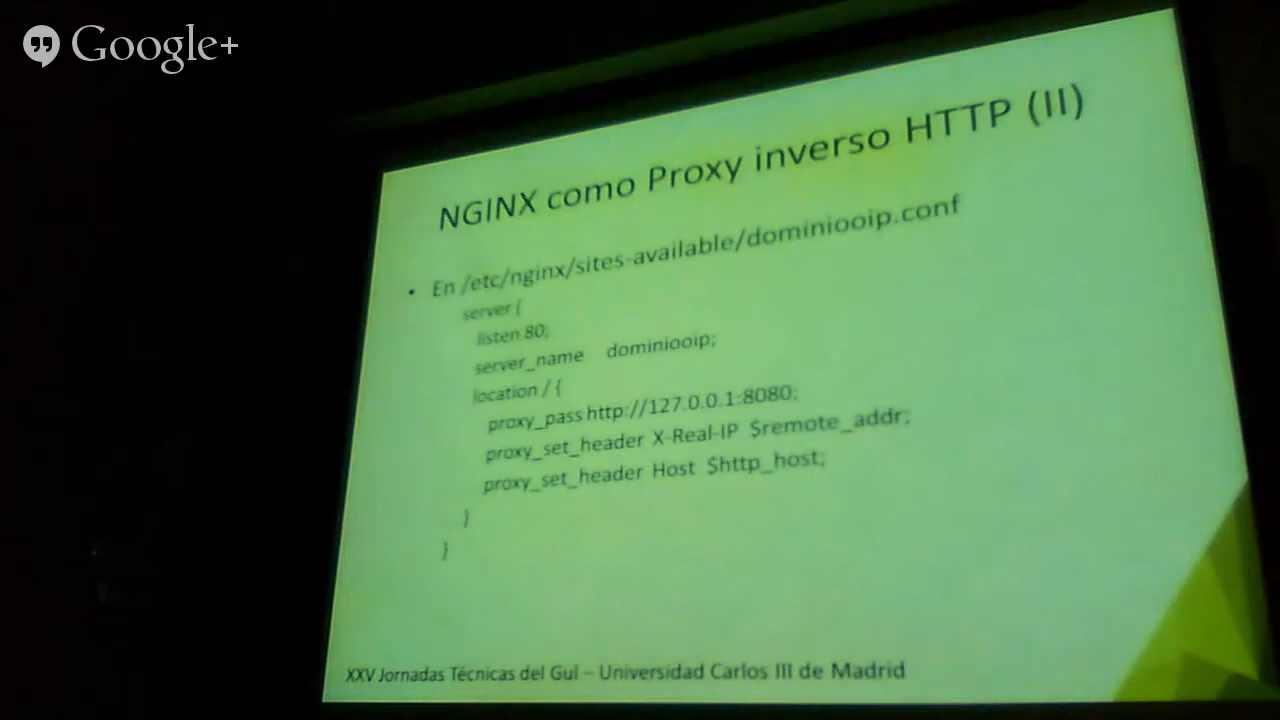 Google+
NGINX como Proxy inverso HTTP (II)
• En /etc/nginx/sites-available/dominiooip.conf
server {
listen 80;
server_name dominiooip;
location / {
proxy_pass http://127.0.0.1:8080;
proxy_set_header X-Real-IP $remote_addr;
proxy_set_header Host $http_host;
}
}
XXV Jornadas Técnicas del Gul – Universidad Carlos III de Madrid